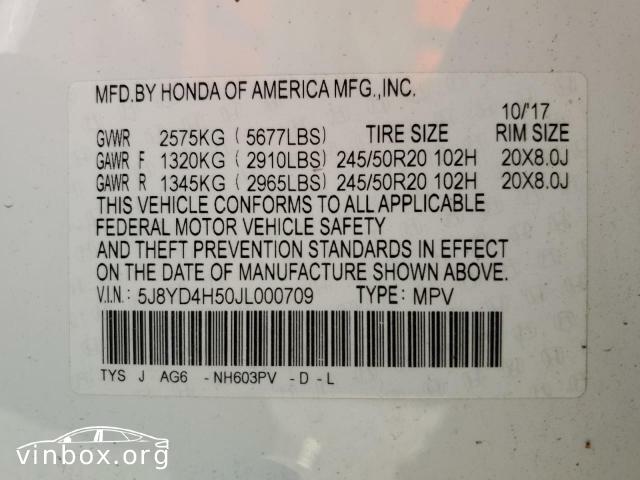 MFD.BY HONDA OF AMERICA MFG.,INC.
10/'17
GVWR 2575KG ( 5677LBS) TIRE SIZE RIM SIZE
GAWR F 1320KG ( 2910LBS) 245/50R20 102H 20X8.0J
GAWR R 1345KG ( 2965LBS) 245/50R20 102H 20X8.0J
THIS VEHICLE CONFORMS TO ALL APPLICABLE
FEDERAL MOTOR VEHICLE SAFETY
AND THEFT PREVENTION STANDARDS IN EFFECT
ON THE DATE OF MANUFACTURE SHOWN ABOVE.
V.I.N.: 5J8YD4H50JL000709 TYPE: MPV
TYS J AG6 -NH603PV -D-L
vinbox.org